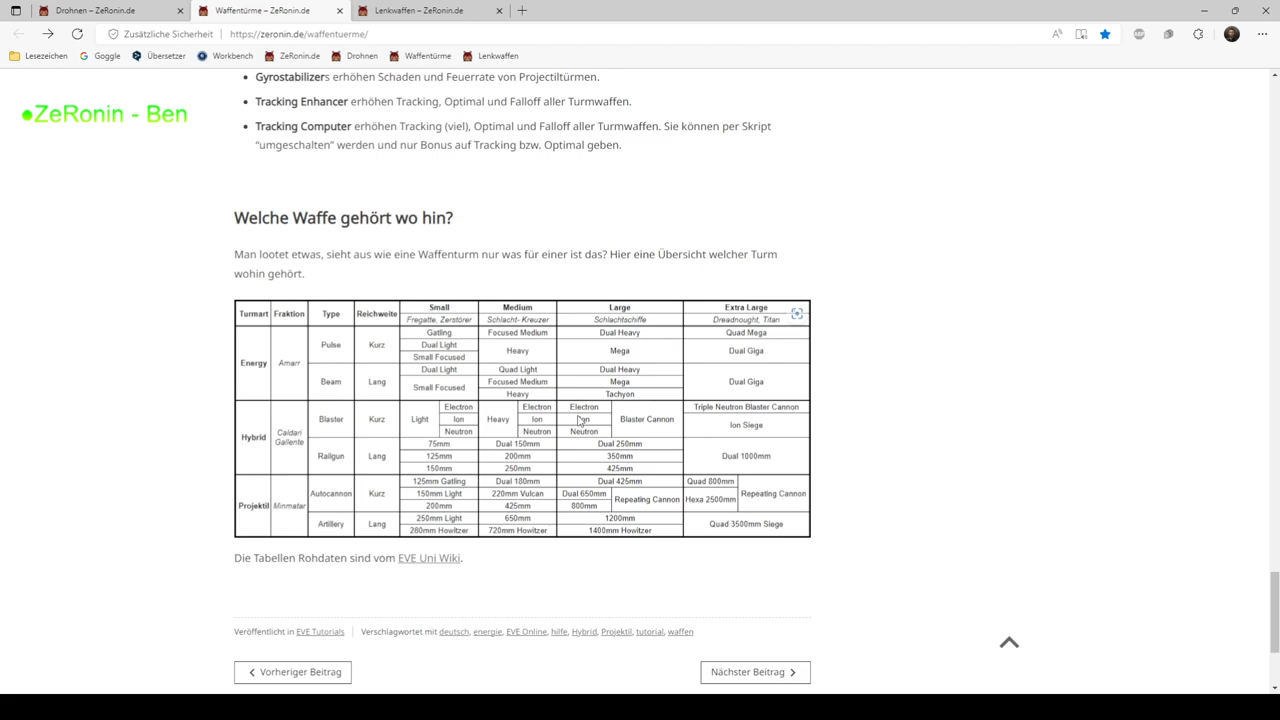 Drohnen – ZeRonin.de
Waffentürme – ZeRonin.de
Lenkwaffen – ZeRonin.de
Zusätzliche Sicherheit
https://zeronin.de/waffentuerme/
Lesezeichen
Goggle
Übersetzer
Workbench
ZeRonin.de
Drohnen
Waffentürme
Lenkwaffen
ZeRonin - Ben
Gyrostabilizers erhöhen Schaden und Feuerrate von Projectiltürmen.
Tracking Enhancer erhöhen Tracking, Optimal und Falloff aller Turmwaffen.
Tracking Computer erhöhen Tracking (viel), Optimal und Falloff aller Turmwaffen. Sie können per Skript
“umgeschalten” werden und nur Bonus auf Tracking bzw. Optimal geben.
Welche Waffe gehört wo hin?
Man lootet etwas, sieht aus wie eine Waffenturm nur was für einer ist das? Hier eine Übersicht welcher Turm
wohin gehört.
Turmart Fraktion Type Reichweite Small Medium Large Extra Large
Fregatte, Zerstörer Schlacht- Kreuzer Schlachtschiffe Dreadnought, Titan
Energy Amarr Pulse Kurz Gatling Focused Medium Dual Heavy Quad Mega
Dual Light Heavy Mega Dual Giga
Small Focused
Beam Lang Dual Light Quad Light Dual Heavy Dual Giga
Small Focused Focused Medium Mega
Heavy Tachyon
Hybrid Caldari Gallente Blaster Kurz Light Electron Heavy Electron Electron Blaster Cannon Triple Neutron Blaster Cannon
Ion Ion Ion Ion Siege
Neutron Neutron Neutron
Railgun Lang 75mm Dual 150mm Dual 250mm Dual 1000mm
125mm 200mm 350mm
150mm 250mm 425mm
Projektil Minmatar Autocannon Kurz 125mm Gatling Dual 180mm Dual 425mm Quad 800mm Repeating Cannon
150mm Light 220mm Vulcan Dual 650mm Repeating Cannon Hexa 2500mm
200mm 425mm 800mm
Artillery Lang 250mm Light 650mm 1200mm Quad 3500mm Siege
280mm Howitzer 720mm Howitzer 1400mm Howitzer
Die Tabellen Rohdaten sind vom EVE Uni Wiki.
Veröffentlicht in EVE Tutorials Verschlagwortet mit deutsch, energie, EVE Online, hilfe, Hybrid, Projektil, tutorial, waffen
Vorheriger Beitrag
Nächster Beitrag